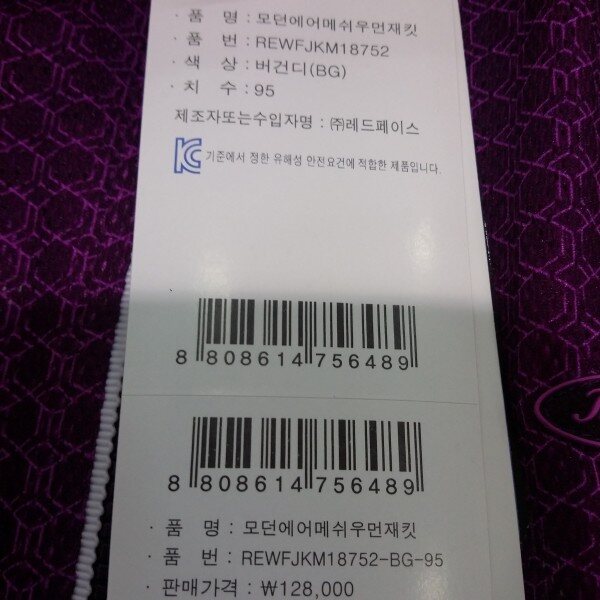 · 품 명 : 모던에어메쉬우먼재킷
· 품 번 : REWFJKM18752
· 색 상 : 버건디(BG)
· 치 수 : 95
제조자또는수입자명 : ㈜레드페이스
KC 기준에서 정한 유해성 안전요건에 적합한 제품입니다.
8 808614 756489
8 808614 756489
· 품 명 : 모던에어메쉬우먼재킷
· 품 번 : REWFJKM18752-BG-95
· 판매가격 : ₩128,000